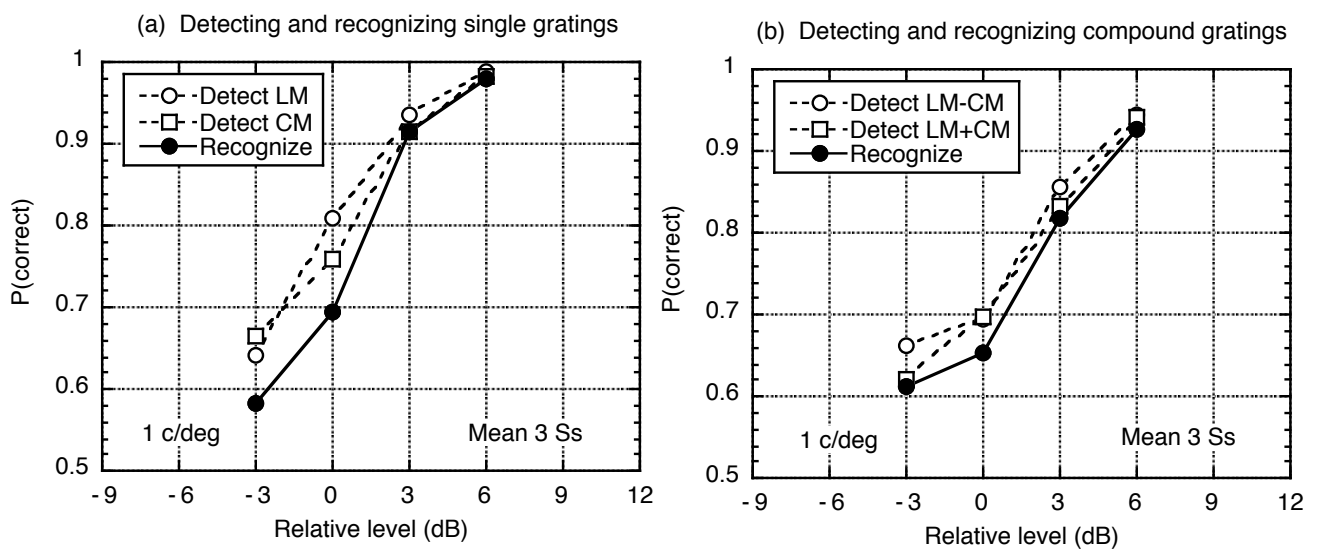 (a) Detecting and recognizing single gratings
1
0.9
0.8
0.7
0.6
0.5
P(correct)
Detect LM
Detect CM
Recognize
1 c/deg
Mean 3 Ss
-9 -6 -3 0 3 6 9 12
Relative level (dB)
(b) Detecting and recognizing compound gratings
1
0.9
0.8
0.7
0.6
0.5
P(correct)
Detect LM-CM
Detect LM+CM
Recognize
1 c/deg
Mean 3 Ss
-9 -6 -3 0 3 6 9 12
Relative level (dB)